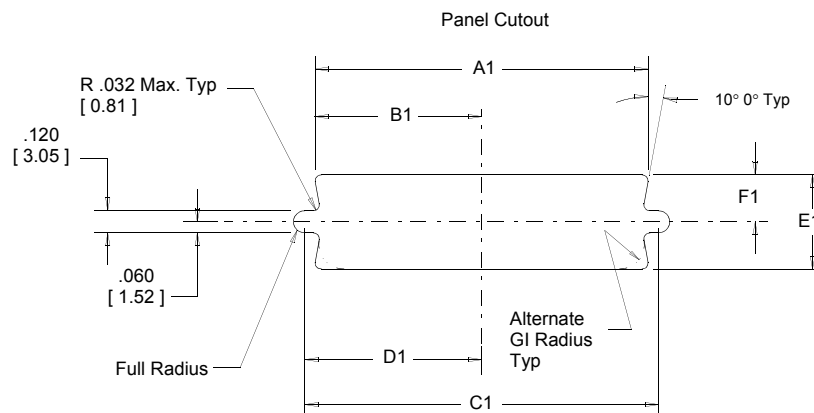 Panel Cutout
A1
R .032 Max. Typ
[ 0.81 ]
10° 0° Typ
B1
.120
[ 3.05 ]
F1
E1
.060
[ 1.52 ]
Alternate
GI Radius
Typ
D1
Full Radius
C1